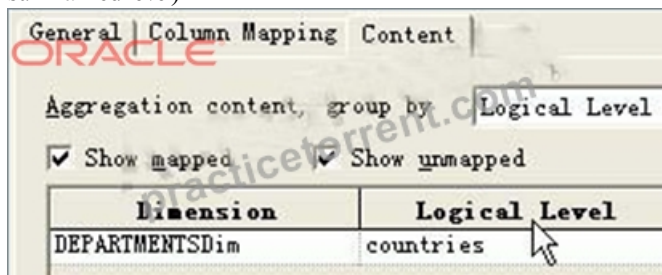 General Column Mapping Content
ORACLE
Aggregation content, group by Logical Level
Show mapped Show unmapped
practicetorrent.com
Dimension Logical Level
DEPARTMENTSDim countries